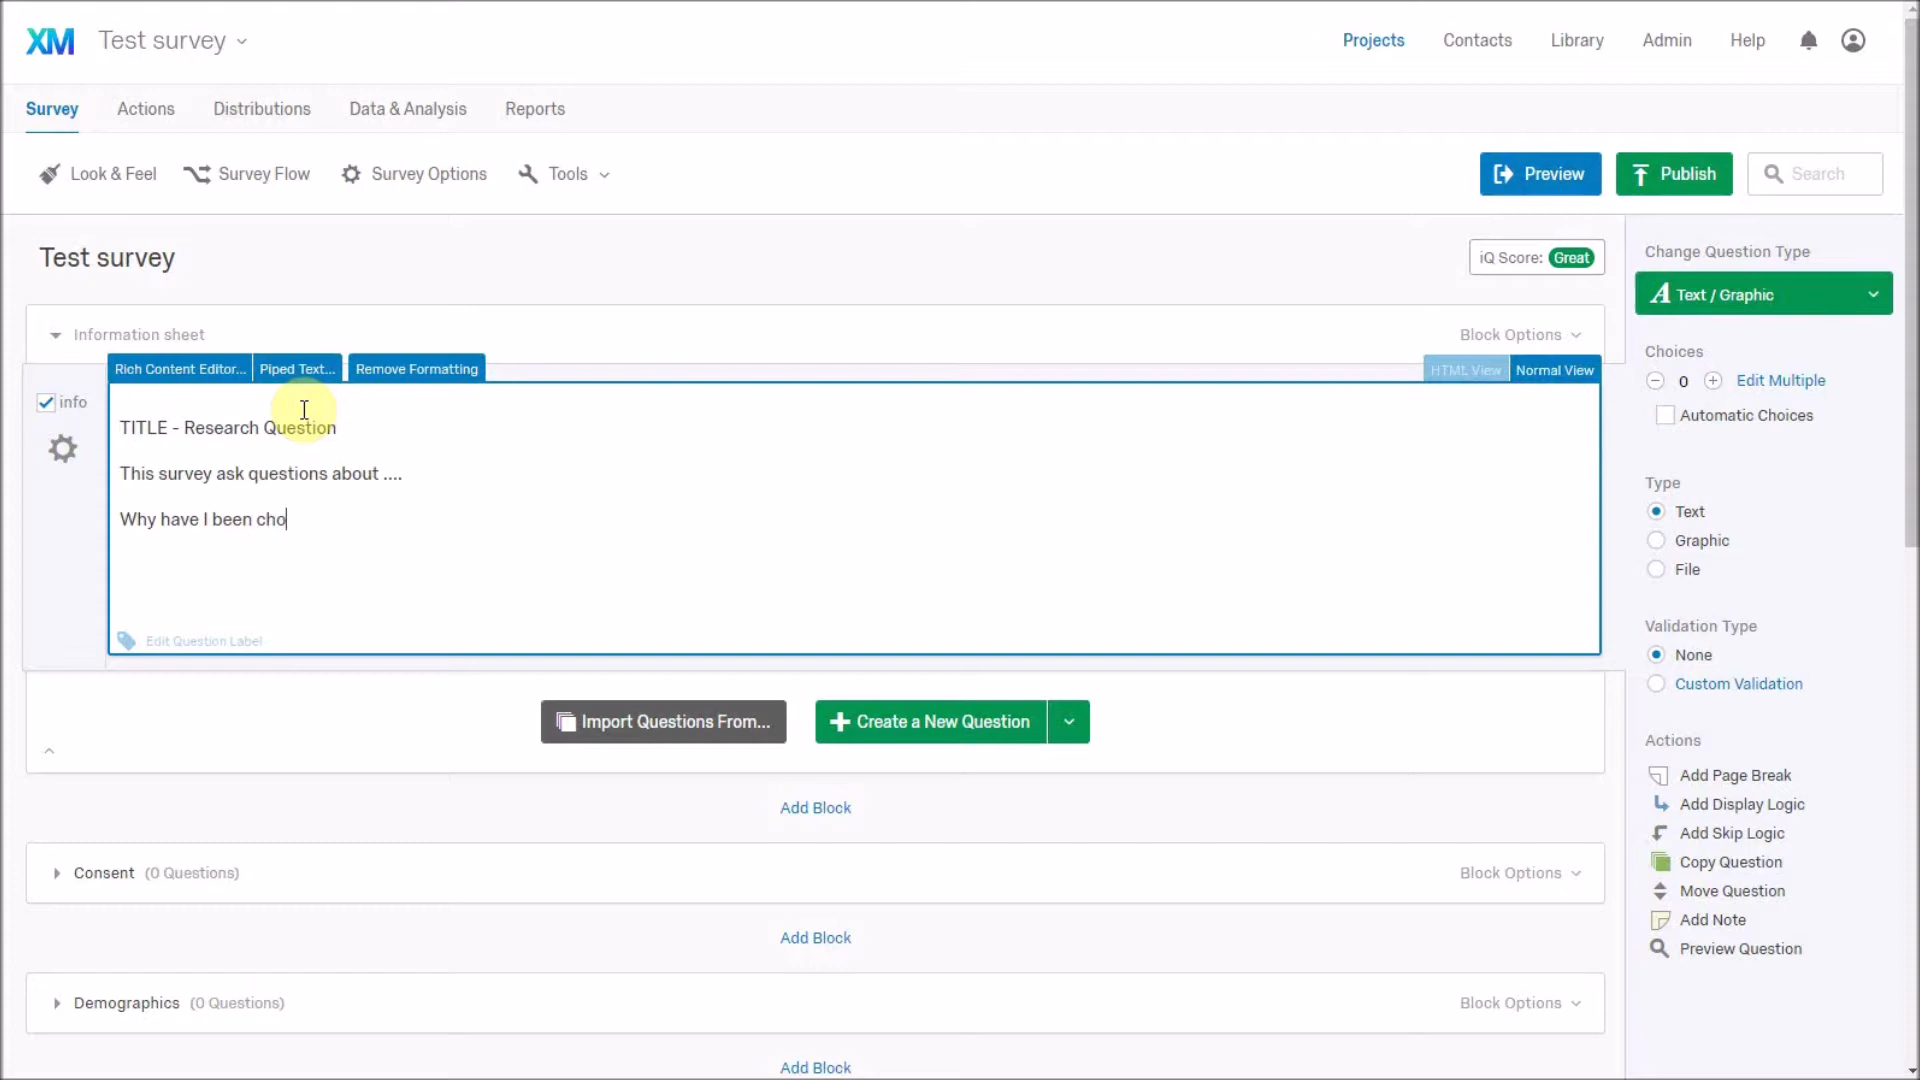 XM Test survey Projects Contacts Library Admin Help
Survey Actions Distributions Data & Analysis Reports
Look & Feel Survey Flow Survey Options Tools Preview Publish Search
Test survey iQ Score: Great
Information sheet Block Options
Rich Content Editor... Piped Text... Remove Formatting HTML View Normal View
info
TITLE - Research Question
This survey ask questions about ....
Why have I been cho
Edit Question Label
Import Questions From... Create a New Question
Add Block
Consent (0 Questions) Block Options
Add Block
Demographics (0 Questions) Block Options
Add Block
Change Question Type
A Text / Graphic
Choices
0 Edit Multiple
Automatic Choices
Type
Text
Graphic
File
Validation Type
None
Custom Validation
Actions
Add Page Break
Add Display Logic
Add Skip Logic
Copy Question
Move Question
Add Note
Preview Question